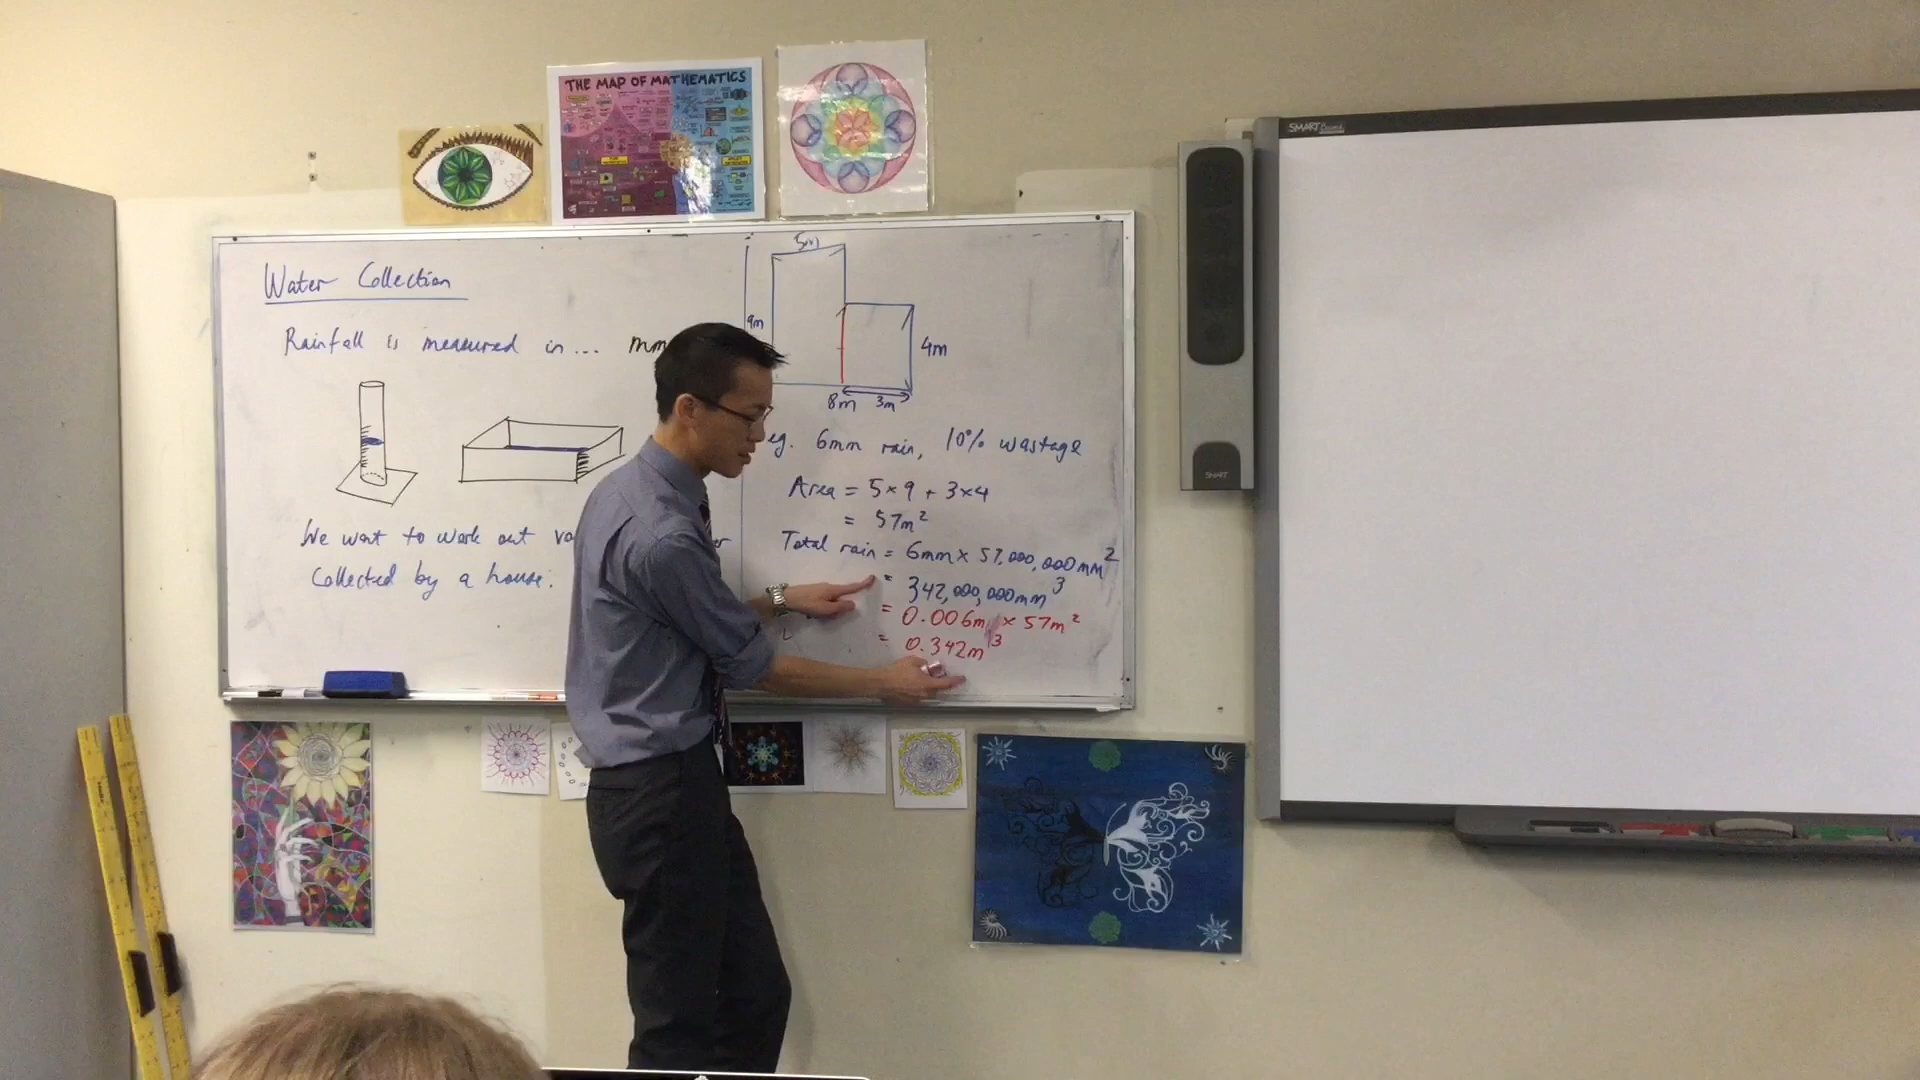 THE MAP OF MATHEMATICS
SMART Board
Water Collection
Rainfall is measured in... mm
We want to work out
Collected by a house.
5m
9m
4m
8m 3m
eg. 6mm rain, 10% wastage
Area = 5×9 + 3×4
= 57m²
Total rain = 6mm × 57,000,000mm²
= 342,000,000mm³
= 0.006m × 57m²
= 0.342m³
SMART